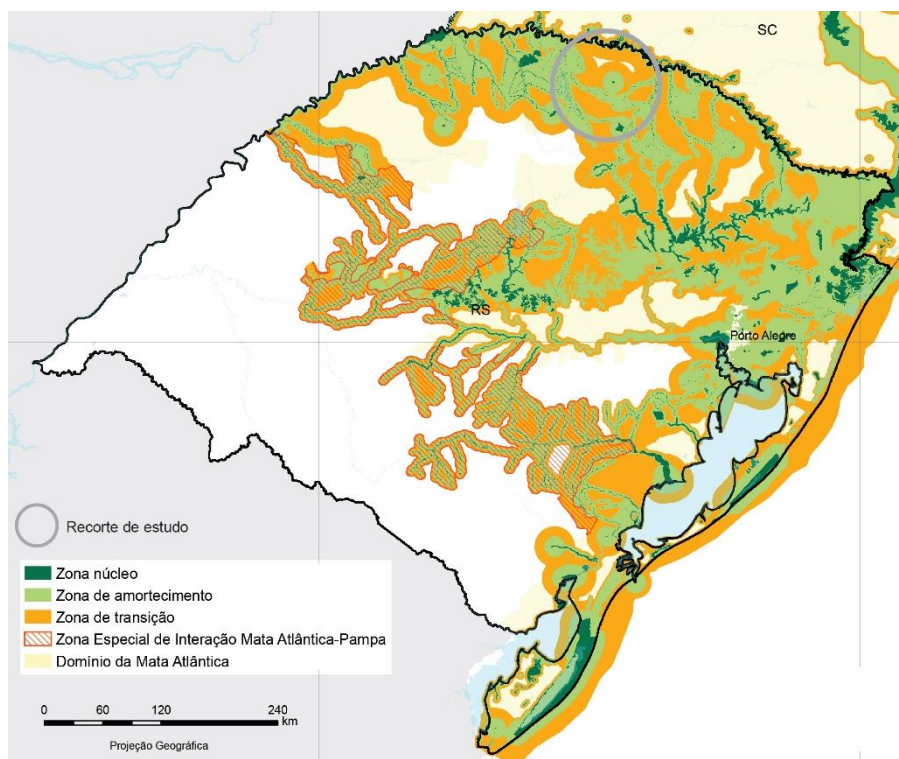 SC
RS
Porto Alegre
Recorte de estudo
Zona núcleo
Zona de amortecimento
Zona de transição
Zona Especial de Interação Mata Atlântica-Pampa
Domínio da Mata Atlântica
0 60 120 240
km
Projeção Geográfica